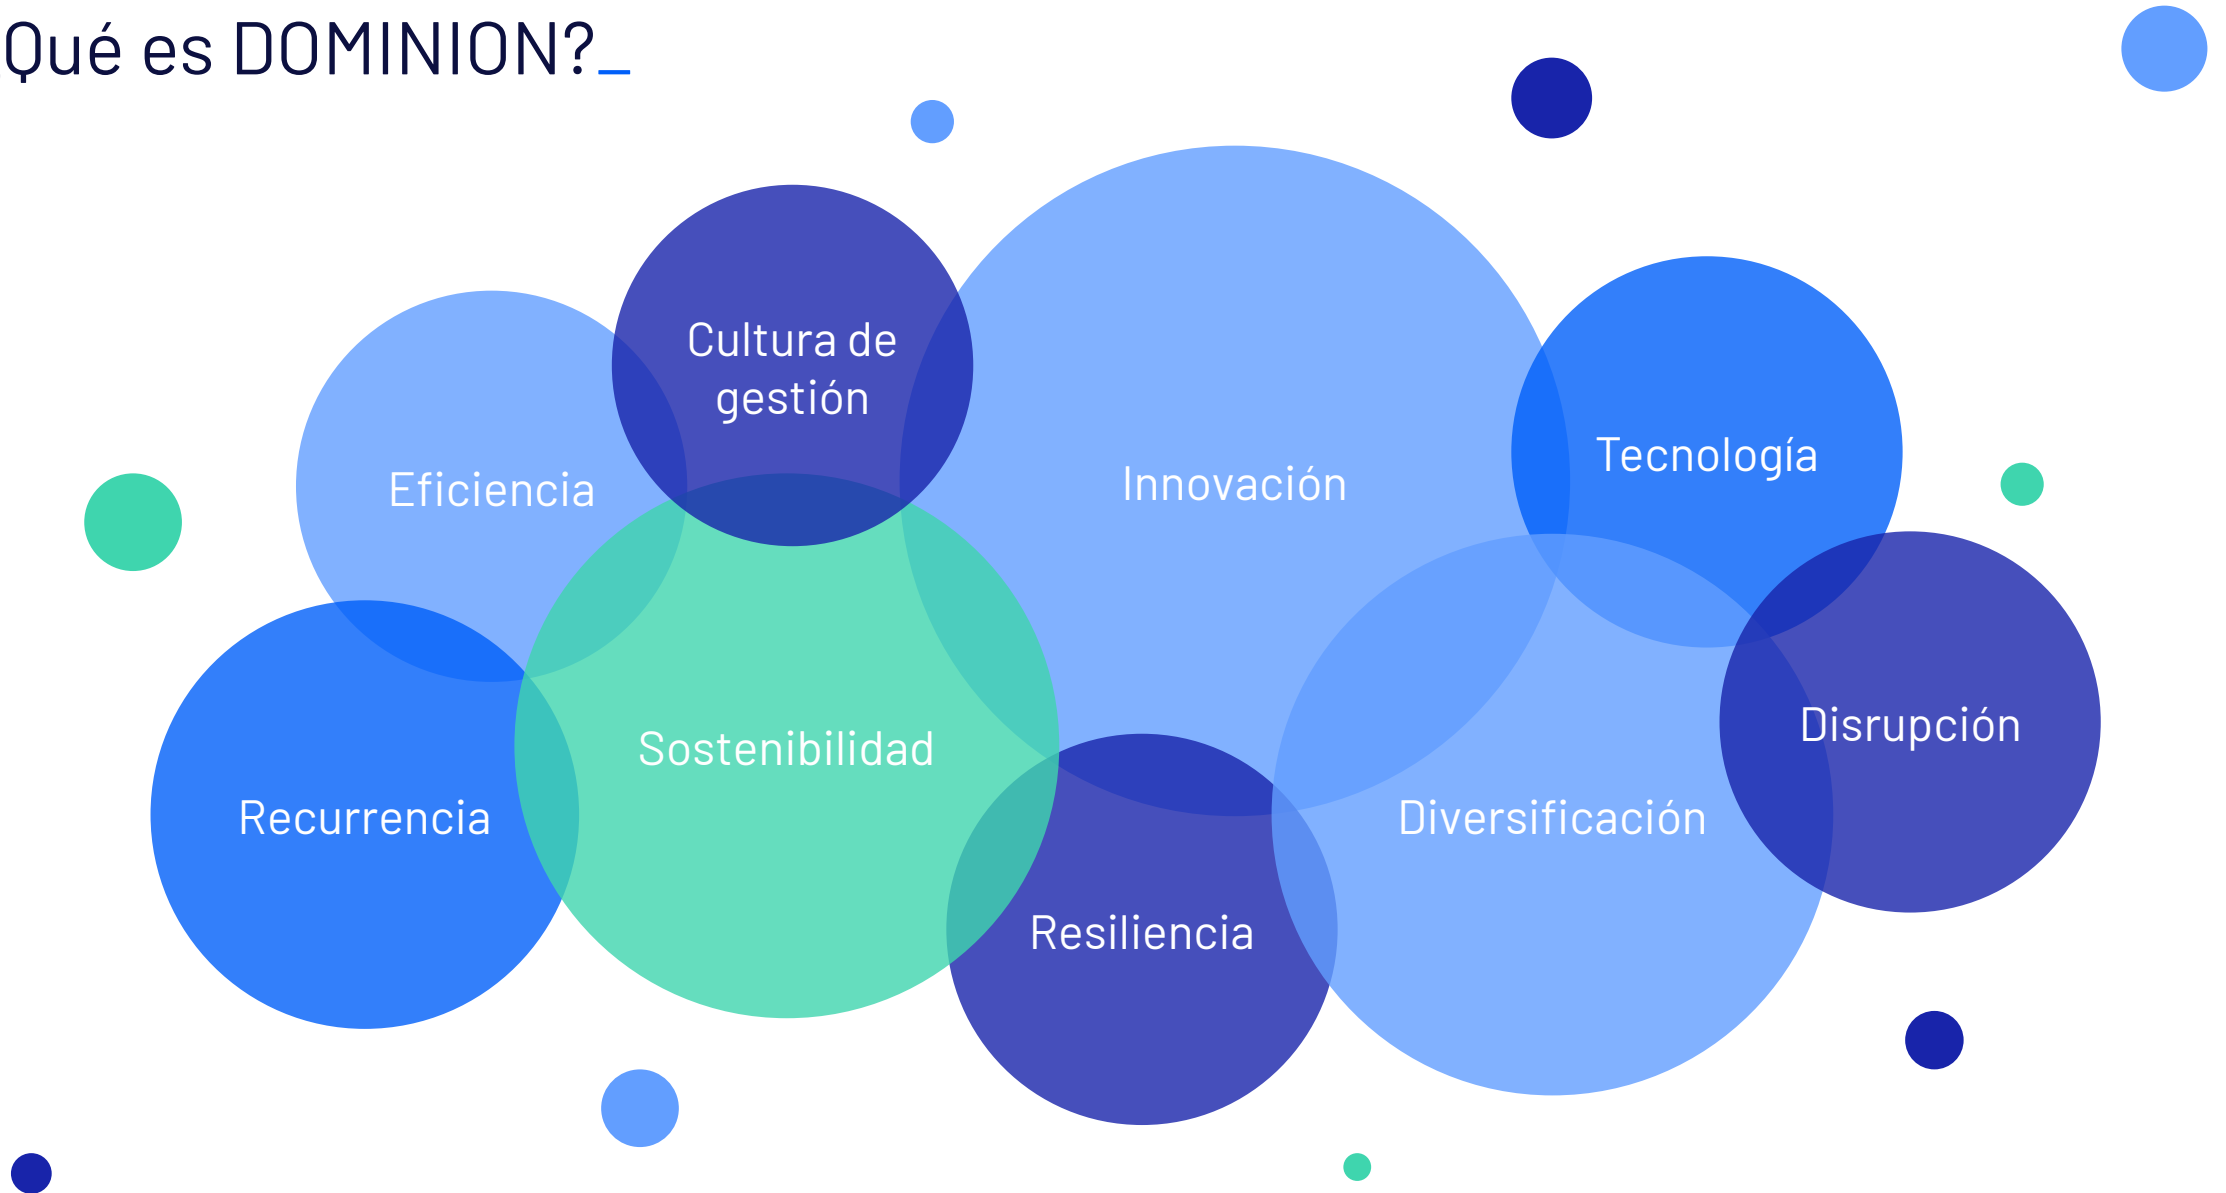 Qué es DOMINION?_
Cultura de
gestión
Eficiencia
Innovación
Tecnología
Sostenibilidad
Recurrencia
Disrupción
Diversificación
Resiliencia